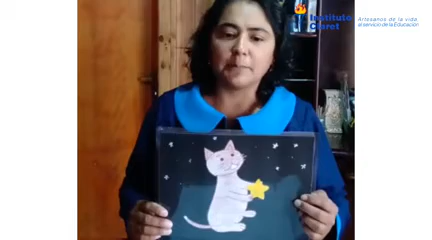 Instituto
Claret
Artesanos de la vida
al servicio de la Educación